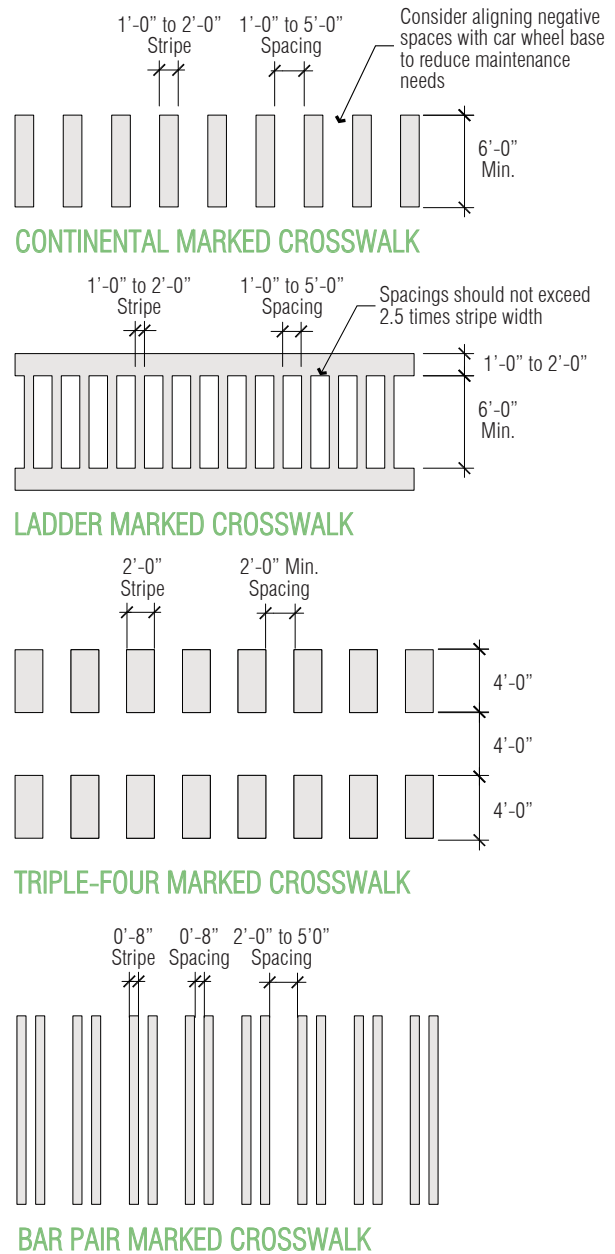 1’-0” to 2’-0”
Stripe
1’-0” to 5’-0”
Spacing
Consider aligning negative
spaces with car wheel base
to reduce maintenance
needs
6’-0”
Min.
CONTINENTAL MARKED CROSSWALK
1’-0” to 2’-0”
Stripe
1’-0” to 5’-0”
Spacing
Spacings should not exceed
2.5 times stripe width
1’-0” to 2’-0”
6’-0”
Min.
LADDER MARKED CROSSWALK
2’-0”
Stripe
2’-0” Min.
Spacing
4’-0”
4’-0”
4’-0”
TRIPLE-FOUR MARKED CROSSWALK
0’-8”
Stripe
0’-8”
Spacing
2’-0” to 5’0”
Spacing
BAR PAIR MARKED CROSSWALK